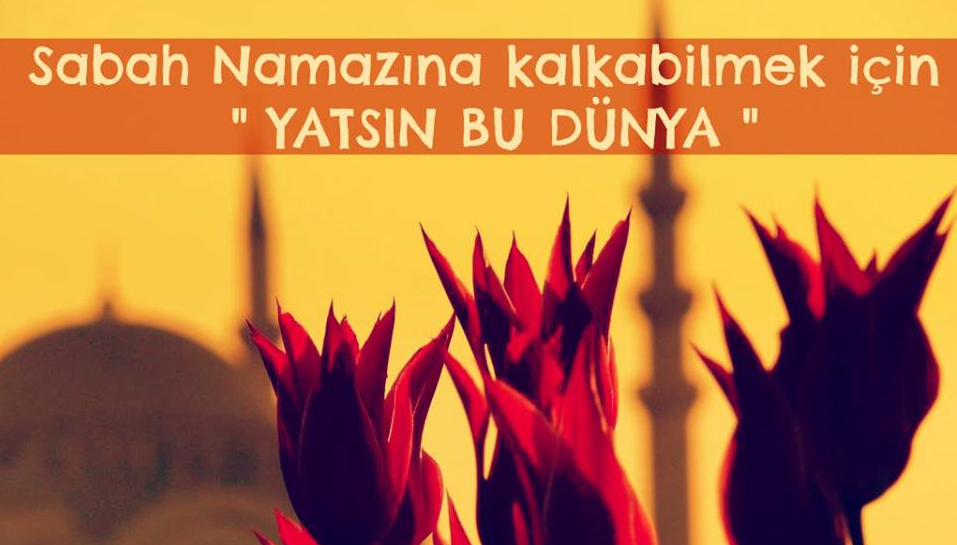 Sabah Namazına kalkabilmek için
" YATSIN BU DÜNYA "